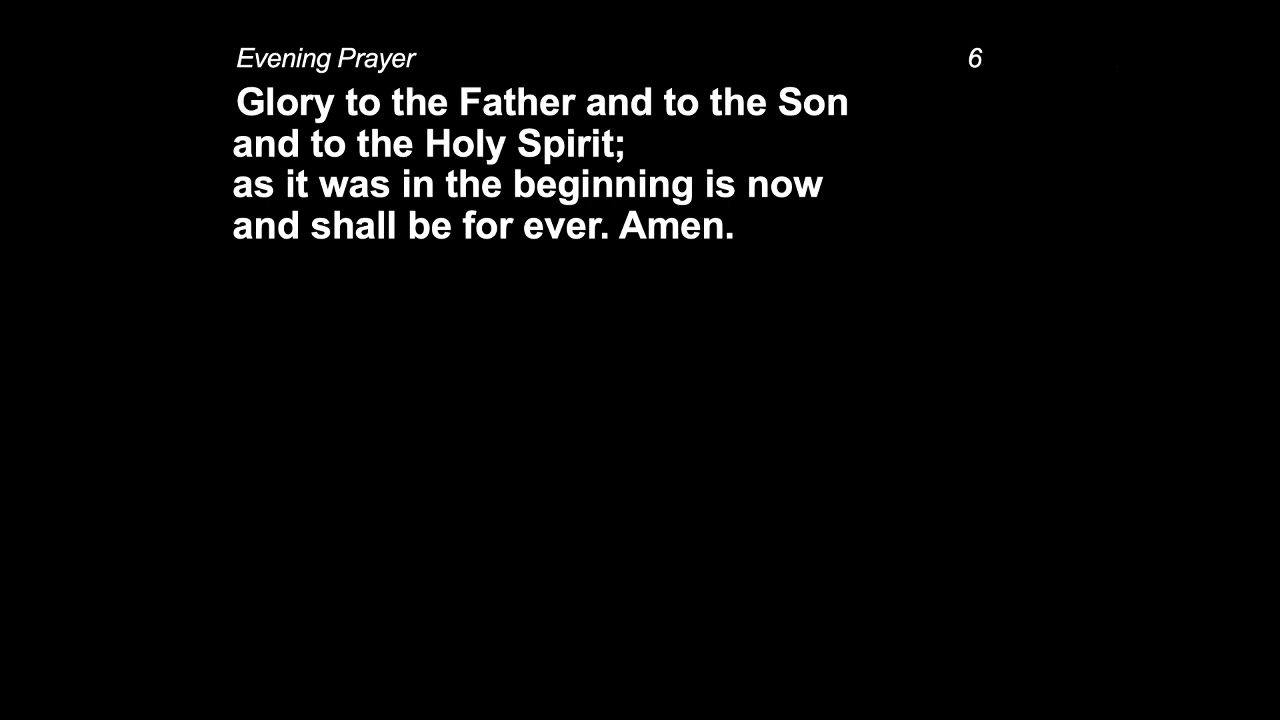 Evening Prayer 6
Glory to the Father and to the Son
and to the Holy Spirit;
as it was in the beginning is now
and shall be for ever. Amen.